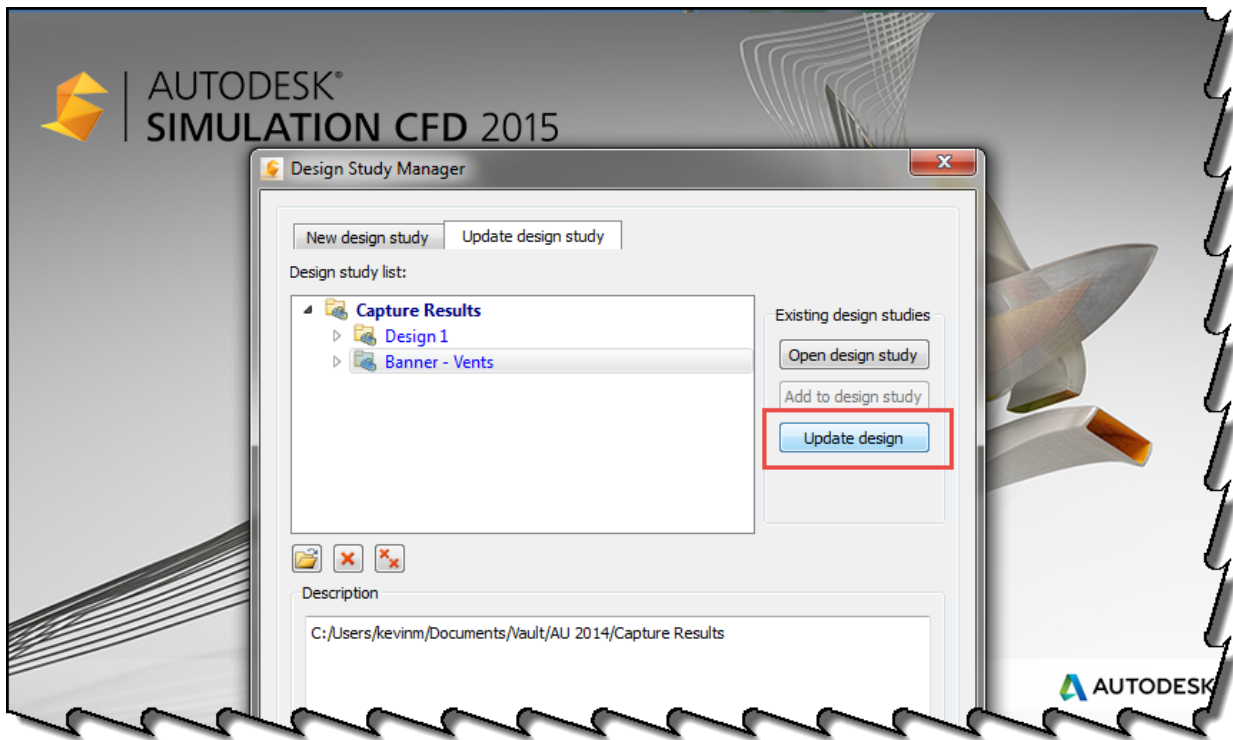 AUTODESK®
SIMULATION CFD 2015
Design Study Manager
New design study
Update design study
Design study list:
Capture Results
Design 1
Banner - Vents
Existing design studies
Open design study
Add to design study
Update design
Description
C:/Users/kevinm/Documents/Vault/AU 2014/Capture Results
AUTODESK